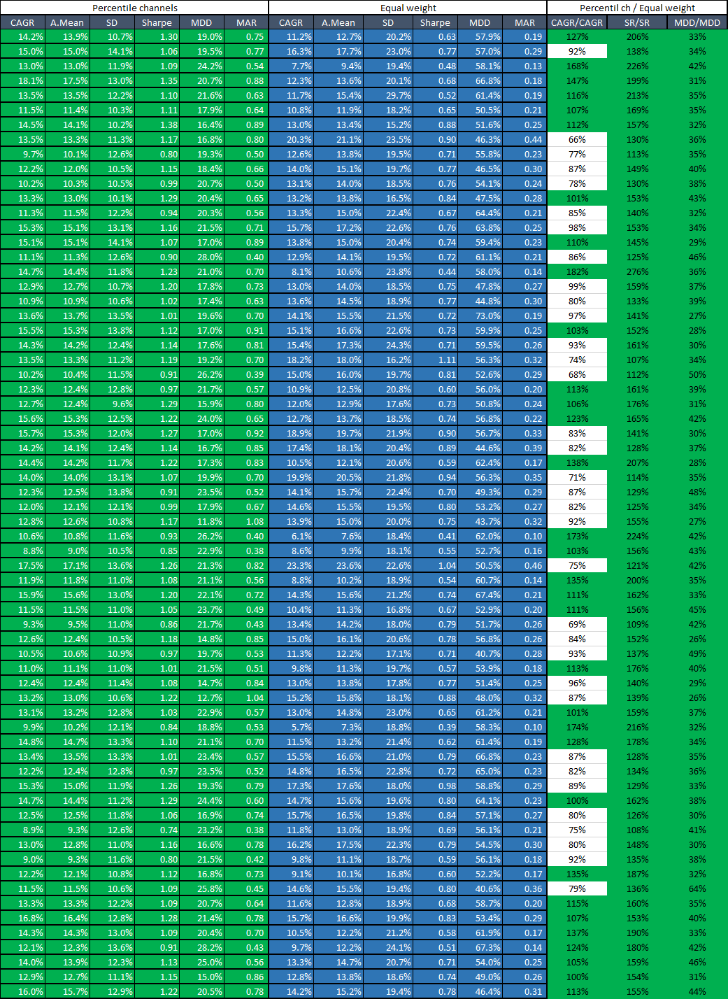 Percentile channels Equal weight Percentil ch / Equal weight
CAGR A.Mean SD Sharpe MDD MAR CAGR A.Mean SD Sharpe MDD MAR CAGR/CAGR SR/SR MDD/MDD
14.2% 13.9% 10.7% 1.30 19.0% 0.75 11.2% 12.7% 20.2% 0.63 57.9% 0.19 127% 206% 33%
15.0% 15.0% 14.1% 1.06 19.5% 0.77 16.3% 17.7% 23.0% 0.77 57.0% 0.29 92% 138% 34%
13.0% 13.0% 11.9% 1.09 24.2% 0.54 7.7% 9.4% 19.4% 0.48 58.1% 0.13 168% 226% 42%
18.1% 17.5% 13.0% 1.35 20.7% 0.88 12.3% 13.6% 20.1% 0.68 66.8% 0.18 147% 199% 31%
13.5% 13.5% 12.2% 1.10 21.6% 0.63 11.7% 15.4% 29.7% 0.52 61.4% 0.19 116% 213% 35%
11.5% 11.4% 10.3% 1.11 17.9% 0.64 10.8% 11.9% 18.2% 0.65 50.5% 0.21 107% 169% 35%
14.5% 14.1% 10.2% 1.38 16.4% 0.89 13.0% 13.4% 15.2% 0.88 51.6% 0.25 112% 157% 32%
13.5% 13.3% 11.3% 1.17 16.8% 0.80 20.3% 21.1% 23.5% 0.90 46.3% 0.44 66% 130% 36%
9.7% 10.1% 12.6% 0.80 19.3% 0.50 12.6% 13.8% 19.5% 0.71 55.8% 0.23 77% 113% 35%
12.2% 12.0% 10.5% 1.15 18.4% 0.66 14.0% 15.1% 19.7% 0.77 46.5% 0.30 87% 149% 40%
10.2% 10.3% 10.5% 0.99 20.7% 0.50 13.1% 14.0% 18.5% 0.76 54.1% 0.24 78% 130% 38%
13.3% 13.0% 10.1% 1.29 20.4% 0.65 13.2% 13.8% 16.5% 0.84 47.5% 0.28 101% 153% 43%
11.3% 11.5% 12.2% 0.94 20.3% 0.56 13.3% 15.0% 22.4% 0.67 64.4% 0.21 85% 140% 32%
15.3% 15.1% 13.1% 1.16 21.5% 0.71 15.7% 17.2% 22.6% 0.76 63.8% 0.25 98% 153% 34%
15.1% 15.1% 14.1% 1.07 17.0% 0.89 13.8% 15.0% 20.4% 0.74 59.4% 0.23 110% 145% 29%
11.1% 11.3% 12.6% 0.90 28.0% 0.40 12.9% 14.1% 19.5% 0.72 61.1% 0.21 86% 125% 46%
14.7% 14.4% 11.8% 1.23 21.0% 0.70 8.1% 10.6% 23.8% 0.44 58.0% 0.14 182% 276% 36%
12.9% 12.7% 10.7% 1.20 17.8% 0.73 13.0% 14.0% 18.5% 0.75 47.8% 0.27 99% 159% 37%
10.9% 10.9% 10.6% 1.02 17.4% 0.63 13.6% 14.5% 18.9% 0.77 44.8% 0.30 80% 133% 39%
13.6% 13.7% 13.5% 1.01 19.6% 0.70 14.1% 15.5% 21.5% 0.72 73.0% 0.19 97% 141% 27%
15.5% 15.3% 13.8% 1.12 17.0% 0.91 15.1% 16.6% 22.6% 0.73 59.9% 0.25 103% 152% 28%
14.3% 14.2% 12.4% 1.14 17.6% 0.81 15.4% 17.3% 24.3% 0.71 59.5% 0.26 93% 161% 30%
13.5% 13.3% 11.2% 1.19 19.2% 0.70 18.2% 18.0% 16.2% 1.11 56.3% 0.32 74% 107% 34%
10.2% 10.4% 11.5% 0.91 26.2% 0.39 15.0% 16.0% 19.7% 0.81 52.6% 0.29 68% 112% 50%
12.3% 12.4% 12.8% 0.97 21.7% 0.57 10.9% 12.5% 20.8% 0.60 56.0% 0.20 113% 161% 39%
12.7% 12.4% 9.6% 1.29 15.9% 0.80 12.0% 12.9% 17.6% 0.73 50.8% 0.24 106% 176% 31%
15.6% 15.3% 12.5% 1.22 24.0% 0.65 12.7% 13.7% 18.5% 0.74 56.8% 0.22 123% 165% 42%
15.7% 15.3% 12.0% 1.27 17.0% 0.92 18.9% 19.7% 21.9% 0.90 56.7% 0.33 83% 141% 30%
14.2% 14.1% 12.4% 1.14 16.7% 0.85 17.4% 18.1% 20.4% 0.89 44.6% 0.39 82% 128% 37%
14.4% 14.2% 11.7% 1.22 17.3% 0.83 10.5% 12.1% 20.6% 0.59 62.4% 0.17 138% 207% 28%
14.0% 14.0% 13.1% 1.07 19.9% 0.70 19.9% 20.5% 21.8% 0.94 56.3% 0.35 71% 114% 35%
12.3% 12.5% 13.8% 0.91 23.5% 0.52 14.1% 15.7% 22.4% 0.70 49.3% 0.29 87% 129% 48%
12.0% 12.1% 12.1% 0.99 17.9% 0.67 14.6% 15.5% 19.5% 0.80 53.2% 0.27 82% 125% 34%
12.8% 12.6% 10.8% 1.17 11.8% 1.08 13.9% 15.0% 20.0% 0.75 43.7% 0.32 92% 155% 27%
10.6% 10.8% 11.6% 0.93 26.2% 0.40 6.1% 7.6% 18.4% 0.41 62.0% 0.10 173% 224% 42%
8.8% 9.0% 10.5% 0.85 22.9% 0.38 8.6% 9.9% 18.1% 0.55 52.7% 0.16 103% 156% 43%
17.5% 17.1% 13.6% 1.26 21.3% 0.82 23.3% 23.6% 22.6% 1.04 50.5% 0.46 75% 121% 42%
11.9% 11.8% 11.0% 1.08 21.1% 0.56 8.8% 10.2% 18.9% 0.54 60.7% 0.14 135% 200% 35%
15.9% 15.6% 13.0% 1.20 22.1% 0.72 14.3% 15.6% 21.2% 0.74 67.4% 0.21 111% 162% 33%
11.5% 11.5% 11.0% 1.05 23.7% 0.49 10.4% 11.3% 16.8% 0.67 52.9% 0.20 111% 156% 45%
9.3% 9.5% 11.0% 0.86 21.7% 0.43 13.4% 14.2% 18.0% 0.79 51.7% 0.26 69% 109% 42%
12.6% 12.4% 10.5% 1.18 14.8% 0.85 15.0% 16.1% 20.6% 0.78 56.8% 0.26 84% 152% 26%
10.5% 10.6% 10.9% 0.97 19.7% 0.53 11.3% 12.2% 17.1% 0.71 40.7% 0.28 93% 137% 49%
11.0% 11.1% 11.0% 1.01 21.5% 0.51 9.8% 11.3% 19.7% 0.57 53.9% 0.18 113% 176% 40%
12.4% 12.4% 11.4% 1.08 14.7% 0.84 13.0% 13.8% 17.8% 0.77 51.4% 0.25 96% 140% 29%
13.2% 13.0% 10.6% 1.22 12.7% 1.04 15.2% 15.8% 18.1% 0.88 48.0% 0.32 87% 139% 26%
13.1% 13.2% 12.8% 1.03 22.9% 0.57 13.0% 14.8% 23.0% 0.65 61.2% 0.21 101% 159% 37%
9.9% 10.2% 12.1% 0.84 18.8% 0.53 5.7% 7.3% 18.8% 0.39 58.3% 0.10 174% 216% 32%
14.8% 14.7% 13.3% 1.10 21.1% 0.70 11.5% 13.2% 21.4% 0.62 61.4% 0.19 128% 178% 34%
13.4% 13.5% 13.3% 1.01 23.4% 0.57 15.5% 16.6% 21.0% 0.79 66.8% 0.23 87% 128% 35%
12.2% 12.4% 12.8% 0.97 23.5% 0.52 14.8% 16.5% 22.8% 0.72 65.0% 0.23 82% 134% 36%
15.3% 15.0% 11.9% 1.26 19.3% 0.79 17.3% 17.6% 18.0% 0.98 58.8% 0.29 89% 129% 33%
14.7% 14.4% 11.2% 1.29 24.4% 0.60 14.7% 15.6% 19.6% 0.80 64.1% 0.23 100% 162% 38%
12.5% 12.5% 11.8% 1.06 16.9% 0.74 15.7% 16.5% 19.8% 0.84 57.1% 0.27 80% 126% 30%
8.9% 9.3% 12.6% 0.74 23.2% 0.38 11.8% 13.0% 18.9% 0.69 56.1% 0.21 75% 108% 41%
13.0% 12.8% 11.0% 1.16 16.6% 0.78 16.2% 17.5% 22.3% 0.79 54.5% 0.30 80% 148% 30%
9.0% 9.3% 11.6% 0.80 21.5% 0.42 9.8% 11.1% 18.7% 0.59 56.1% 0.18 92% 135% 38%
12.2% 12.1% 10.8% 1.12 16.8% 0.73 9.1% 10.1% 16.8% 0.60 52.2% 0.17 135% 187% 32%
11.5% 11.5% 10.6% 1.09 25.8% 0.45 14.6% 15.5% 19.4% 0.80 40.6% 0.36 79% 136% 64%
13.3% 13.3% 12.2% 1.09 20.7% 0.64 11.6% 12.8% 18.9% 0.68 58.7% 0.20 115% 160% 35%
16.8% 16.4% 12.8% 1.28 21.4% 0.78 15.7% 16.6% 19.9% 0.83 53.4% 0.29 107% 153% 40%
14.3% 14.3% 13.0% 1.09 20.4% 0.70 10.5% 12.2% 21.2% 0.58 61.9% 0.17 137% 190% 33%
12.1% 12.3% 13.6% 0.91 28.2% 0.43 9.7% 12.2% 24.1% 0.51 67.3% 0.14 124% 180% 42%
14.0% 13.9% 12.3% 1.13 25.0% 0.56 13.3% 14.7% 20.7% 0.71 54.0% 0.25 105% 159% 46%
12.9% 12.7% 11.1% 1.15 15.0% 0.86 12.8% 13.8% 18.6% 0.74 49.0% 0.26 100% 154% 31%
16.0% 15.7% 12.9% 1.22 20.5% 0.78 14.2% 15.2% 19.4% 0.78 46.4% 0.31 113% 155% 44%